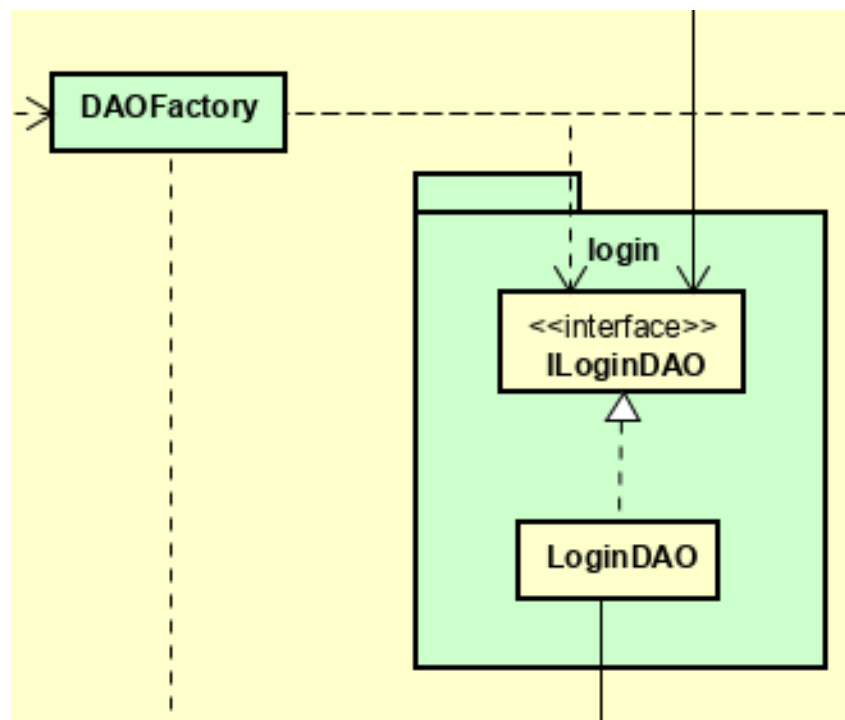 DAOFactory
login
<<interface>>
ILoginDAO
LoginDAO